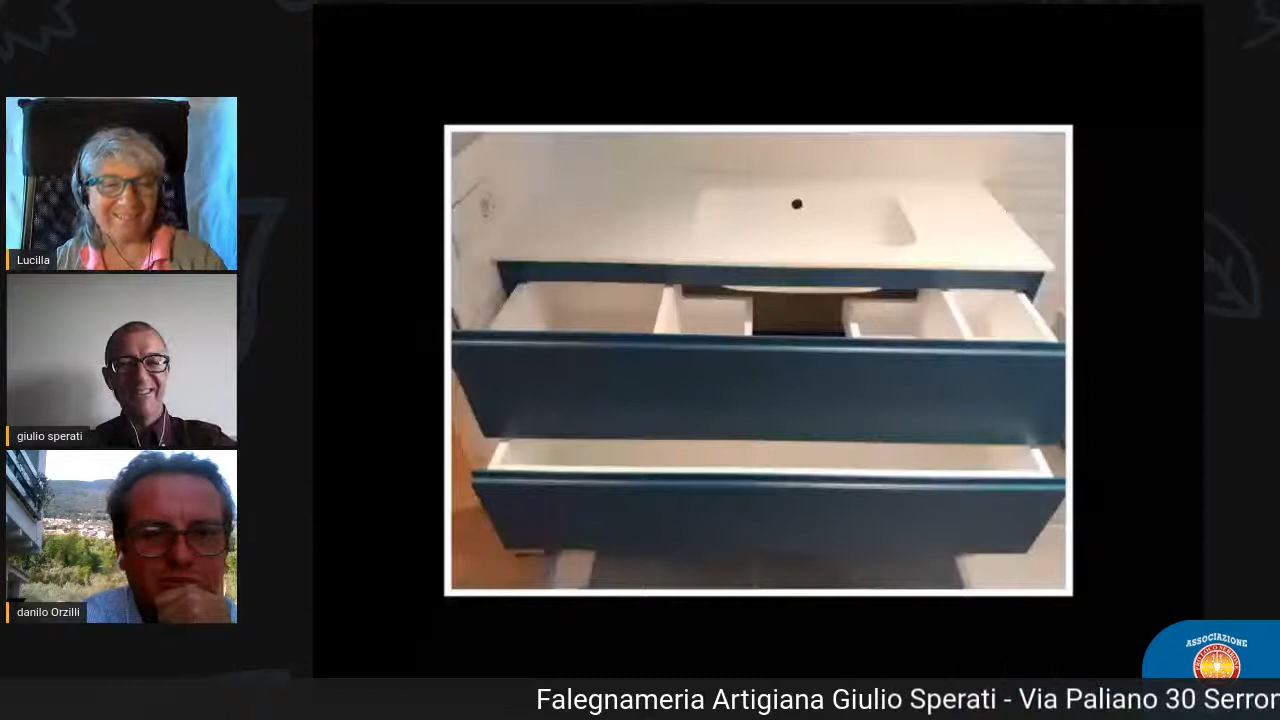 Lucilla
giulio sperati
danilo Orzilli
ASSOCIAZIONE
Falegnameria Artigiana Giulio Sperati - Via Paliano 30 Serron